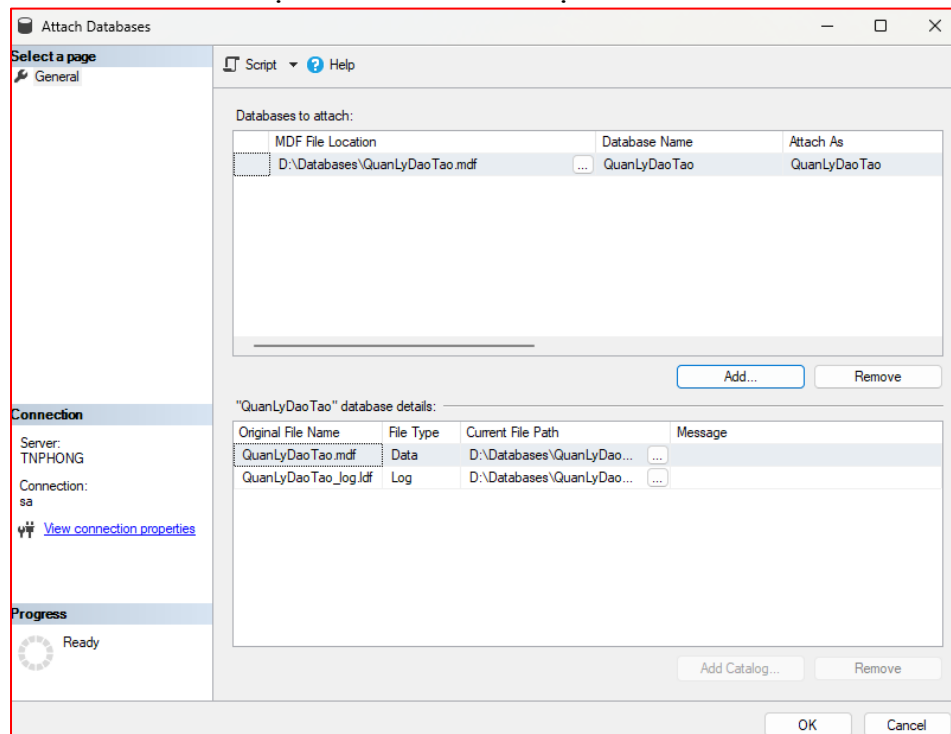 Attach Databases
Select a page
General
Script Help
Databases to attach:
MDF File Location Database Name Attach As
D:\Databases\QuanLyDaoTao.mdf ... QuanLyDaoTao QuanLyDaoTao
Add... Remove
"QuanLyDaoTao" database details:
Original File Name File Type Current File Path Message
QuanLyDaoTao.mdf Data D:\Databases\QuanLyDao... ...
QuanLyDaoTao_log.ldf Log D:\Databases\QuanLyDao... ...
Connection
Server:
TNPHONG
Connection:
sa
View connection properties
Progress
Ready
Add Catalog... Remove
OK Cancel